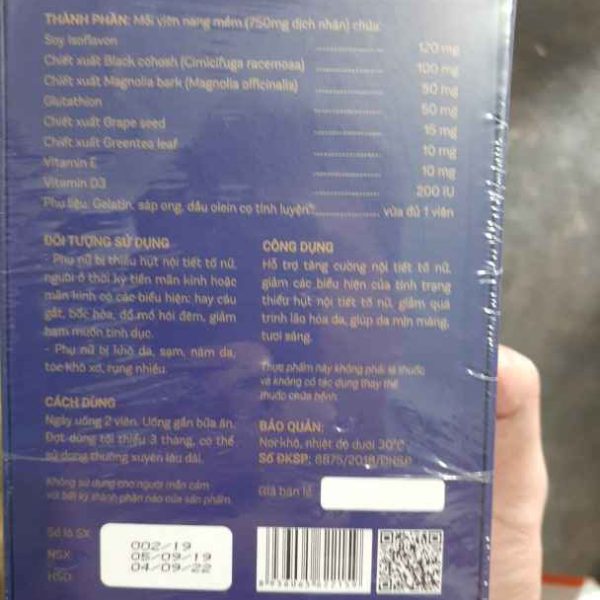 THÀNH PHẦN: Mỗi viên nang mềm (750mg dịch nhân) chứa:
Soy Isoflavon 120 mg
Chiết xuất Black cohosh (Cimicifuga racemosa) 100 mg
Chiết xuất Magnolia bark (Magnolia officinalis) 50 mg
Glutathion 50 mg
Chiết xuất Grape seed 15 mg
Chiết xuất Greentea leaf 10 mg
Vitamin E 10 mg
Vitamin D3 200 IU
Phụ liệu: Gelatin, sáp ong, dầu olein cọ tinh luyện vừa đủ 1 viên
ĐỐI TƯỢNG SỬ DỤNG
- Phụ nữ bị thiếu hụt nội tiết tố nữ,
người ở thời kỳ tiền mãn kinh hoặc
mãn kinh có các biểu hiện: hay cáu
gắt, bốc hỏa, đổ mồ hôi đêm, giảm
ham muốn tình dục.
- Phụ nữ bị khô da, sạm, nám da,
tóc khô xơ, rụng nhiều.
CÁCH DÙNG
Ngày uống 2 viên. Uống gần bữa ăn.
Đợt dùng tối thiểu 3 tháng, có thể
sử dụng thường xuyên lâu dài.
Không sử dụng cho người mẫn cảm
với bất kỳ thành phần nào của sản phẩm.
CÔNG DỤNG
Hỗ trợ tăng cường nội tiết tố nữ,
giảm các biểu hiện của tình trạng
thiếu hụt nội tiết tố nữ, giảm quá
trình lão hóa da, giúp da mịn màng,
tươi sáng.
Thực phẩm này không phải là thuốc
và không có tác dụng thay thế
thuốc chữa bệnh
BẢO QUẢN:
Nơi khô, nhiệt độ dưới 30°C
Số ĐKSP: 6875/2018/ĐKSP
Giá bán lẻ
Số lô SX 002/19
NSX 05/09/19
HSD 04/09/22